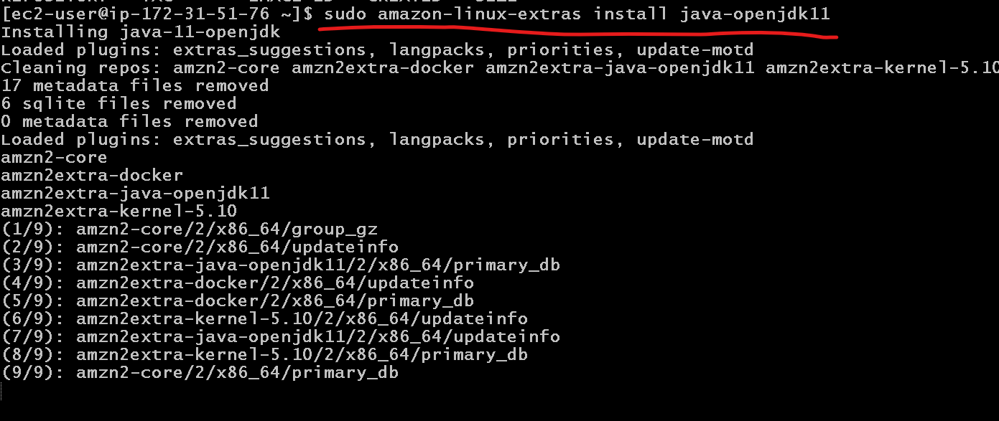 [ec2-user@ip-172-31-51-76 ~]$ sudo amazon-linux-extras install java-openjdk11
Installing java-11-openjdk
Loaded plugins: extras_suggestions, langpacks, priorities, update-motd
Cleaning repos: amzn2-core amzn2extra-docker amzn2extra-java-openjdk11 amzn2extra-kernel-5.10
17 metadata files removed
6 sqlite files removed
0 metadata files removed
Loaded plugins: extras_suggestions, langpacks, priorities, update-motd
amzn2-core
amzn2extra-docker
amzn2extra-java-openjdk11
amzn2extra-kernel-5.10
(1/9): amzn2-core/2/x86_64/group_gz
(2/9): amzn2-core/2/x86_64/updateinfo
(3/9): amzn2extra-java-openjdk11/2/x86_64/primary_db
(4/9): amzn2extra-docker/2/x86_64/updateinfo
(5/9): amzn2extra-docker/2/x86_64/primary_db
(6/9): amzn2extra-kernel-5.10/2/x86_64/updateinfo
(7/9): amzn2extra-java-openjdk11/2/x86_64/updateinfo
(8/9): amzn2extra-kernel-5.10/2/x86_64/primary_db
(9/9): amzn2-core/2/x86_64/primary_db